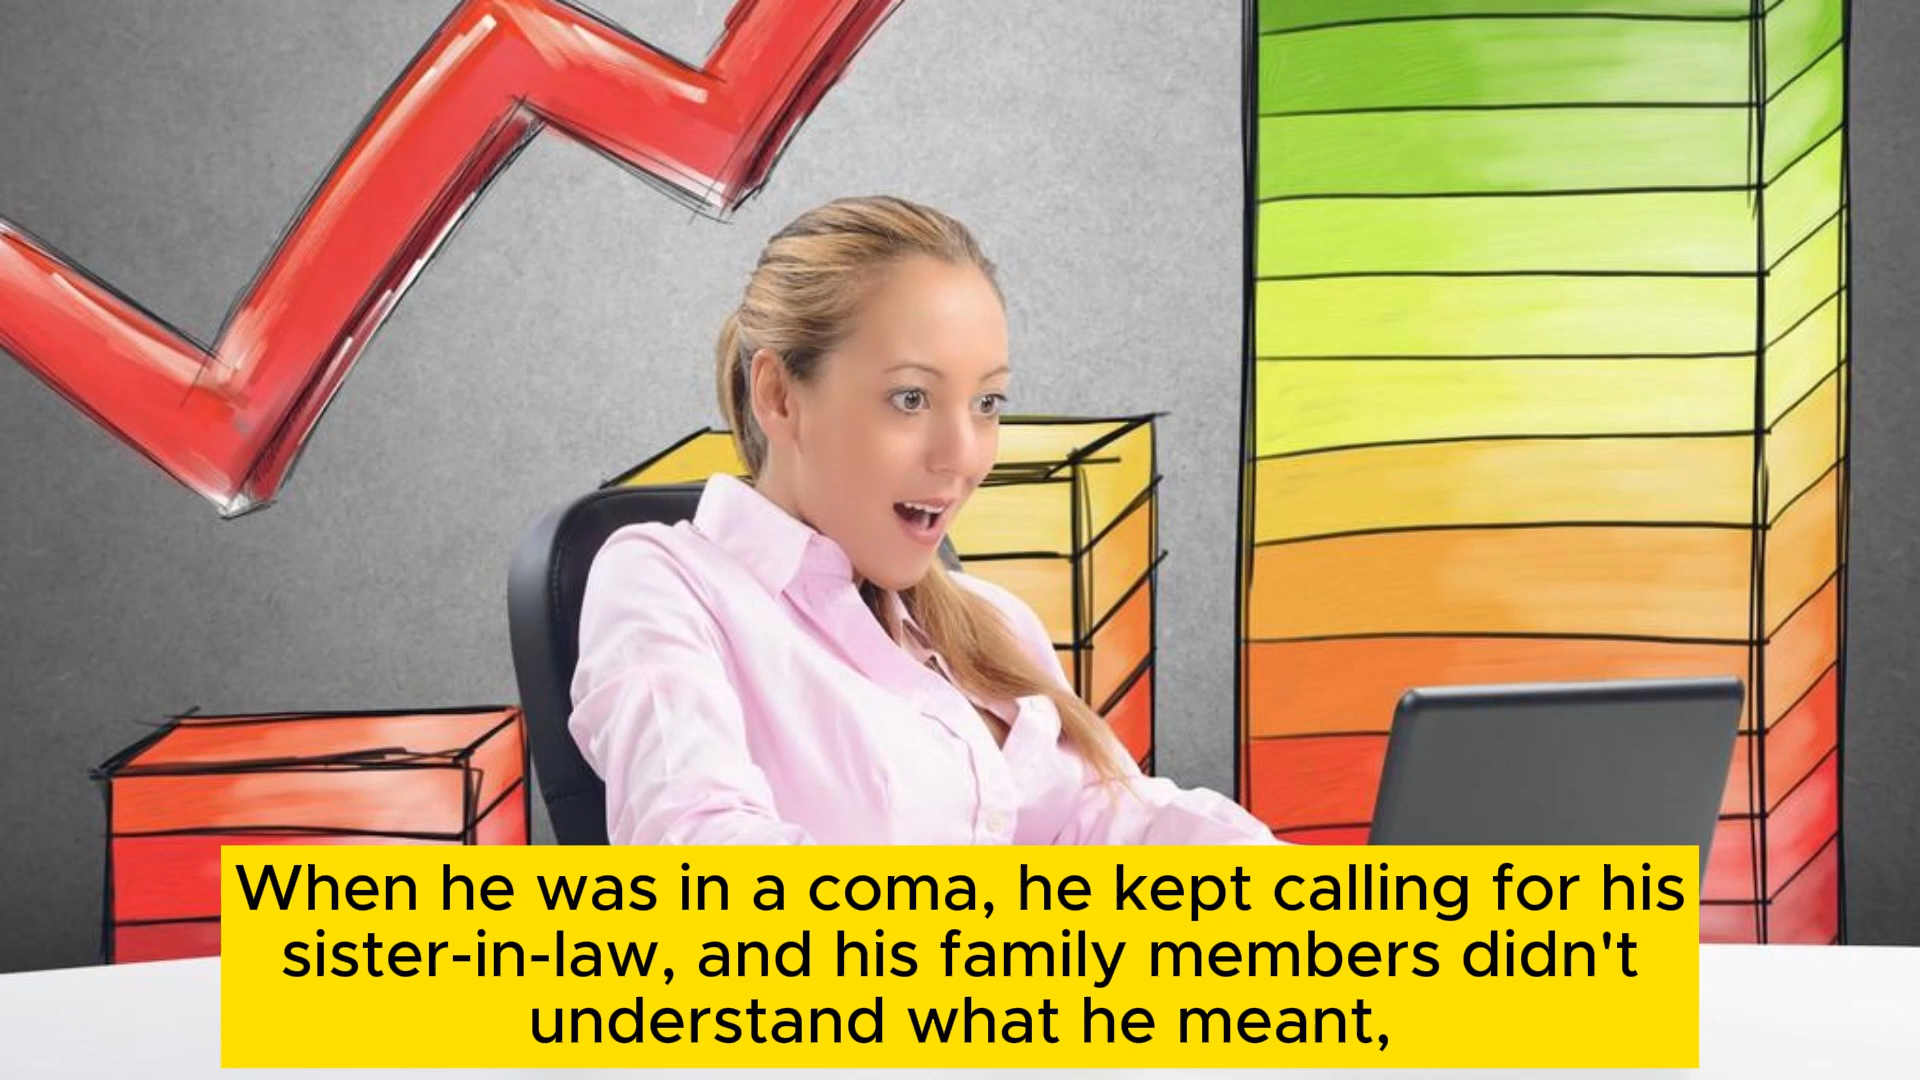 When he was in a coma, he kept calling for his
sister-in-law, and his family members didn't
understand what he meant,